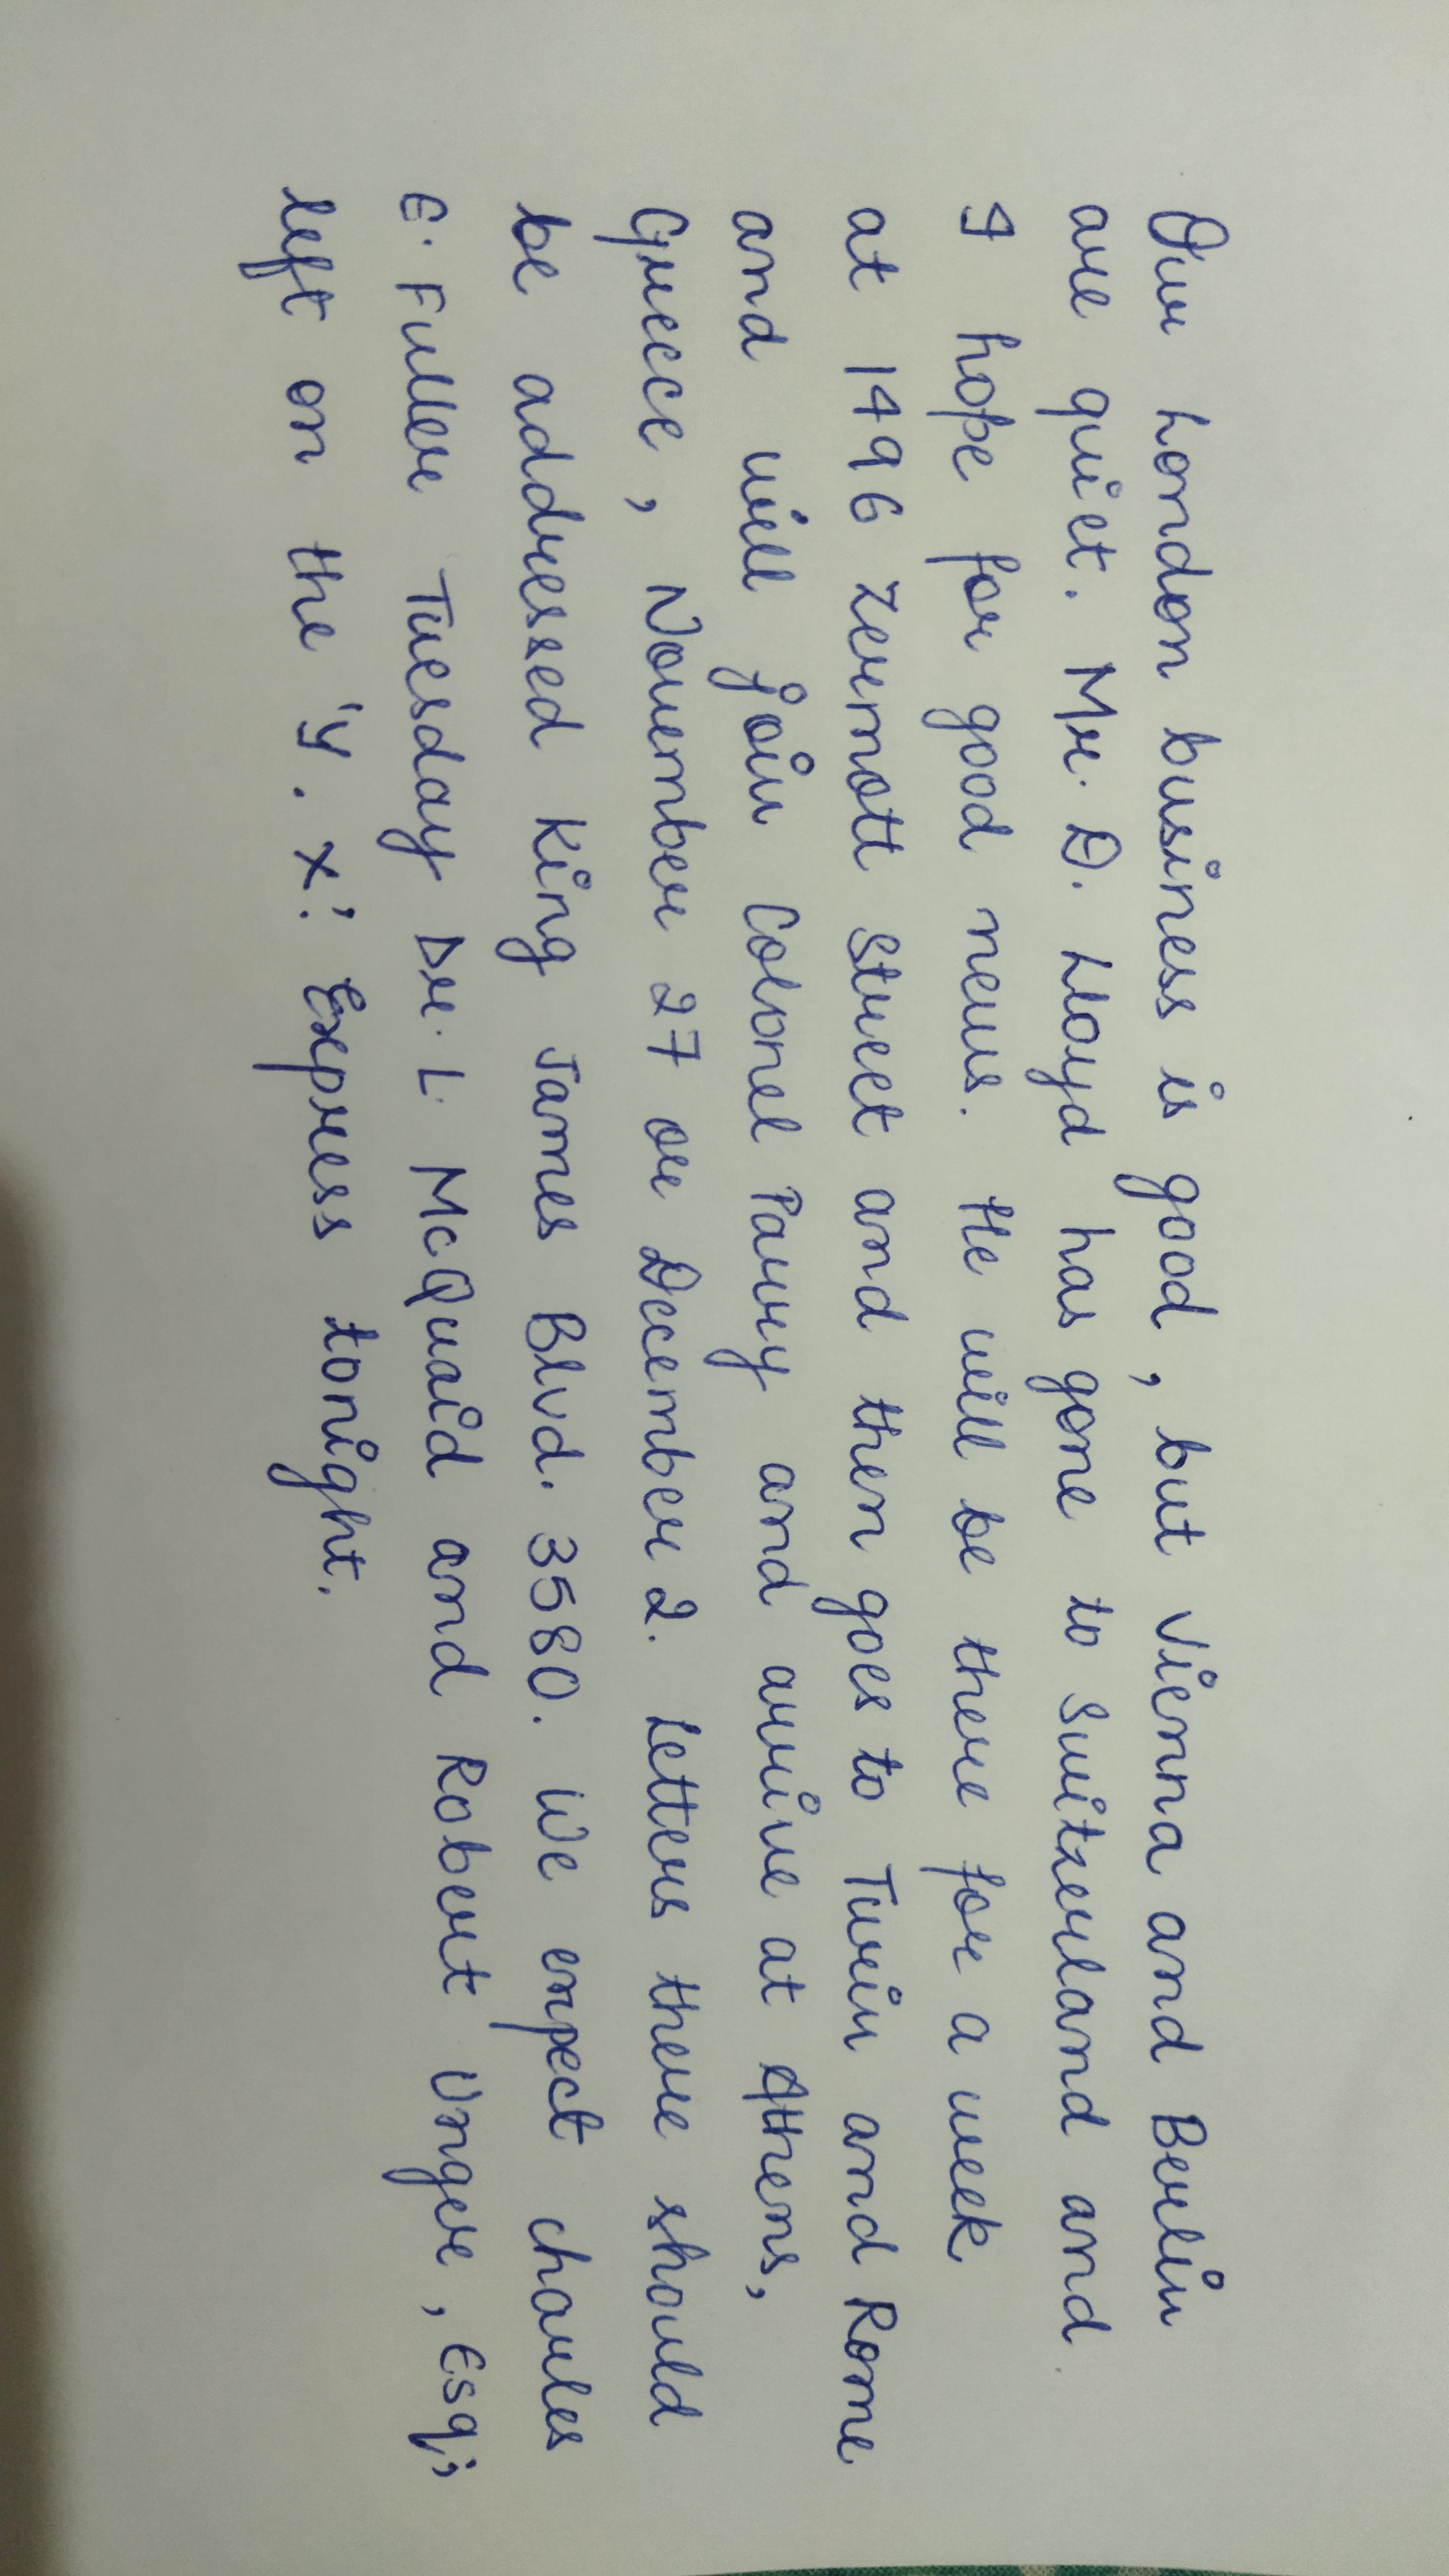 Our London business is good, but Vienna and Berlin
are quiet. Mr. D. Lloyd has gone to Switzerland and
I hope for good news. He will be there for a week
at 1496 Zermott Street and then goes to Turin and Rome
and will join Colonel Parry and arrive at Athens,
Greece, November 27 or December 2. Letters there should
be addressed King James Blvd. 3580. We expect Charles
E. Fuller Tuesday Dr. L. McQuaid and Robert Unger, Esq;
left on the 'Y. X.' Express tonight.